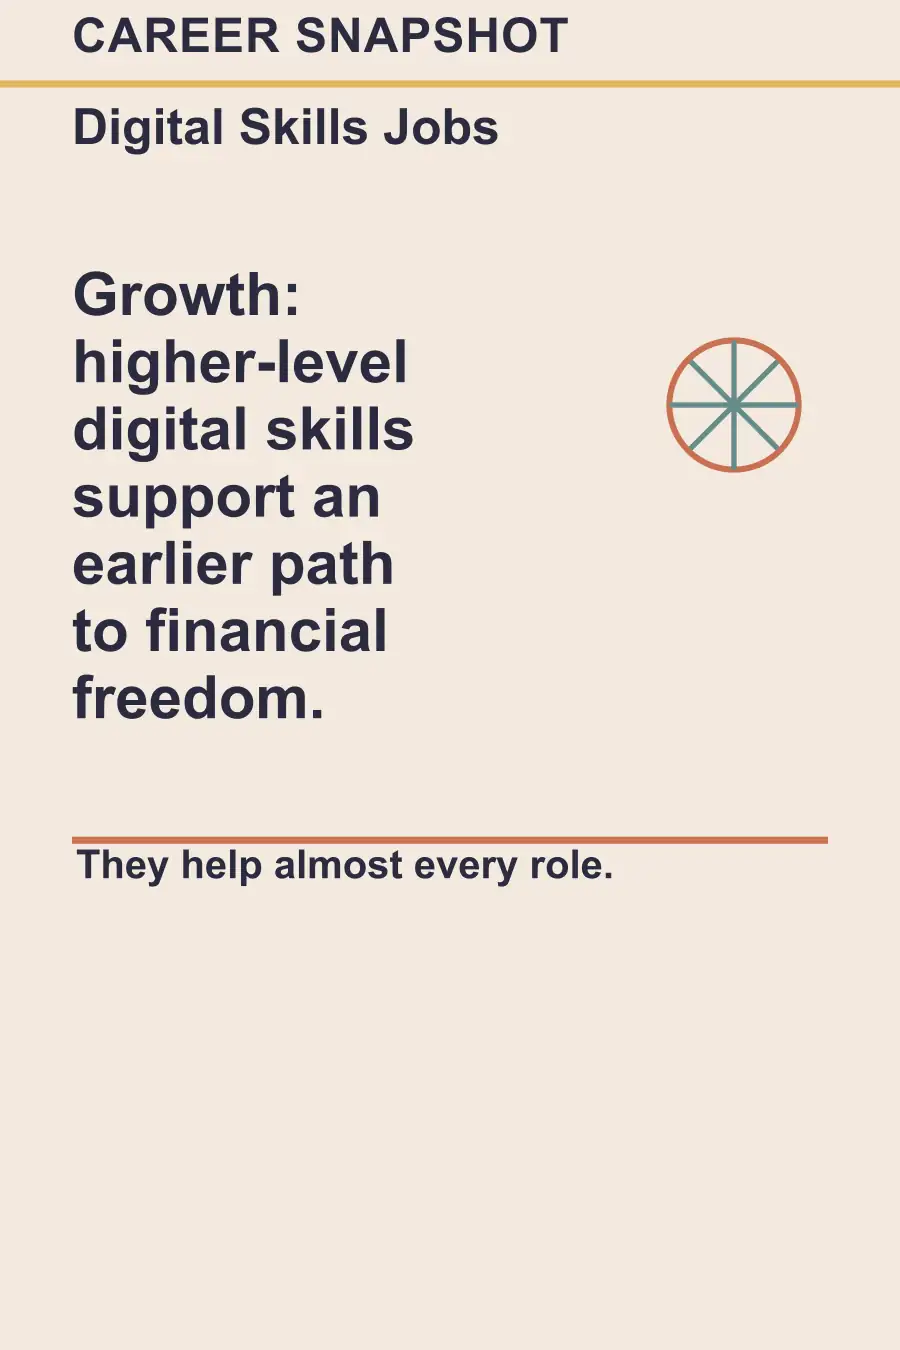 CAREER SNAPSHOT
Digital Skills Jobs
Growth:
higher-level
digital skills
support an
earlier path
to financial
freedom.
They help almost every role.